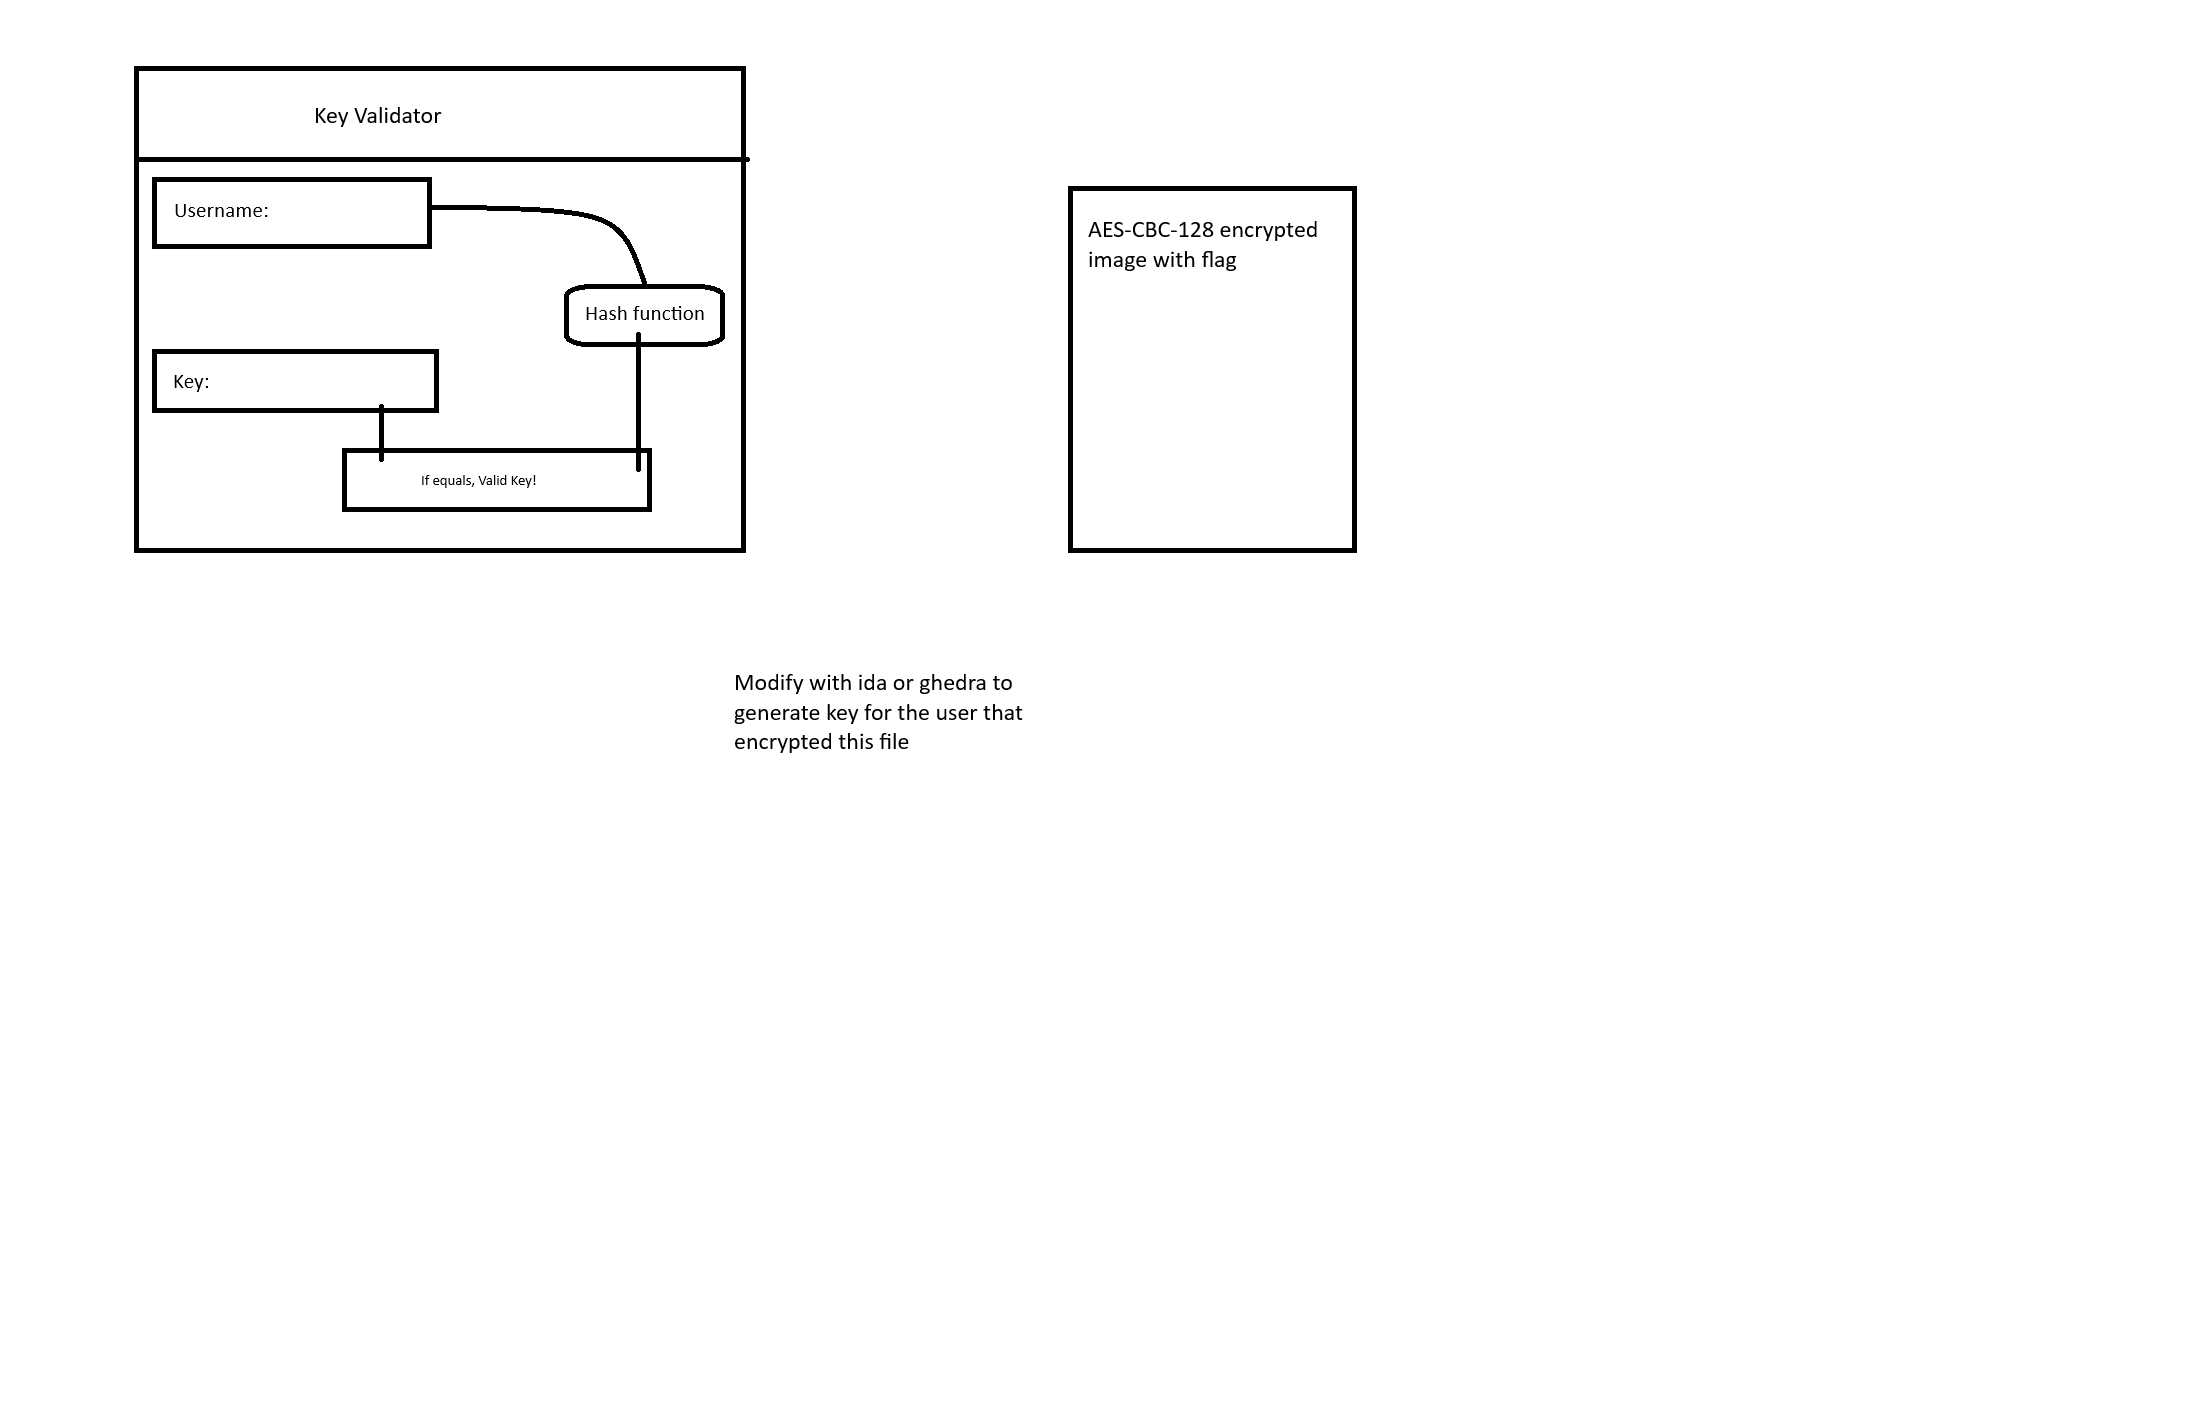 Key Validator
Username:
Hash function
Key:
If equals, Valid Key!
AES-CBC-128 encrypted
image with flag
Modify with ida or ghedra to
generate key for the user that
encrypted this file